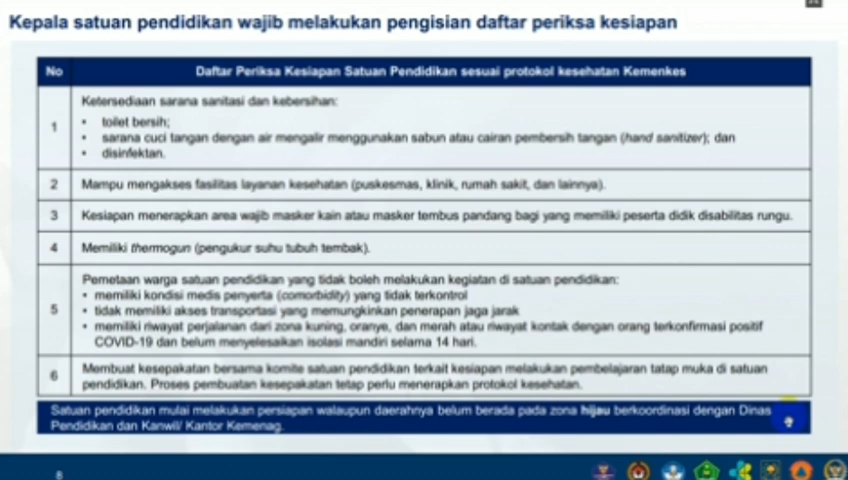 Kepala satuan pendidikan wajib melakukan pengisian daftar periksa kesiapan
No Daftar Periksa Kesiapan Satuan Pendidikan sesuai protokol kesehatan Kemenkes
1 Ketersediaan sarana sanitasi dan kebersihan:
• toilet bersih;
• sarana cuci tangan dengan air mengalir menggunakan sabun atau cairan pembersih tangan (hand sanitizer); dan
• disinfektan.
2 Mampu mengakses fasilitas layanan kesehatan (puskesmas, klinik, rumah sakit, dan lainnya).
3 Kesiapan menerapkan area wajib masker kain atau masker tembus pandang bagi yang memiliki peserta didik disabilitas rungu.
4 Memiliki thermogun (pengukur suhu tubuh tembak).
5 Pemetaan warga satuan pendidikan yang tidak boleh melakukan kegiatan di satuan pendidikan:
• memiliki kondisi medis penyerta (comorbidity) yang tidak terkontrol
• tidak memiliki akses transportasi yang memungkinkan penerapan jaga jarak
• memiliki riwayat perjalanan dari zona kuning, oranye, dan merah atau riwayat kontak dengan orang terkonfirmasi positif
COVID-19 dan belum menyelesaikan isolasi mandiri selama 14 hari.
6 Membuat kesepakatan bersama komite satuan pendidikan terkait kesiapan melakukan pembelajaran tatap muka di satuan
pendidikan. Proses pembuatan kesepakatan tetap perlu menerapkan protokol kesehatan.
Satuan pendidikan mulai melakukan persiapan walaupun daerahnya belum berada pada zona hijau berkoordinasi dengan Dinas
Pendidikan dan Kanwil/ Kantor Kemenag.